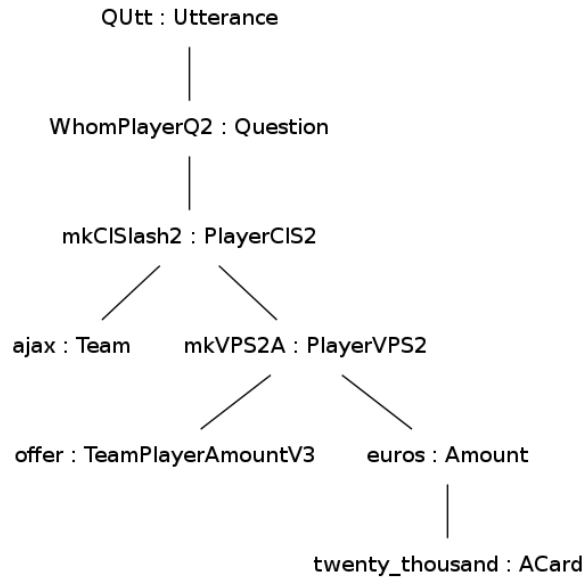 QUtt : Utterance
WhomPlayerQ2 : Question
mkClSlash2 : PlayerClS2
ajax : Team mkVPS2A : PlayerVPS2
offer : TeamPlayerAmountV3 euros : Amount
twenty_thousand : ACard